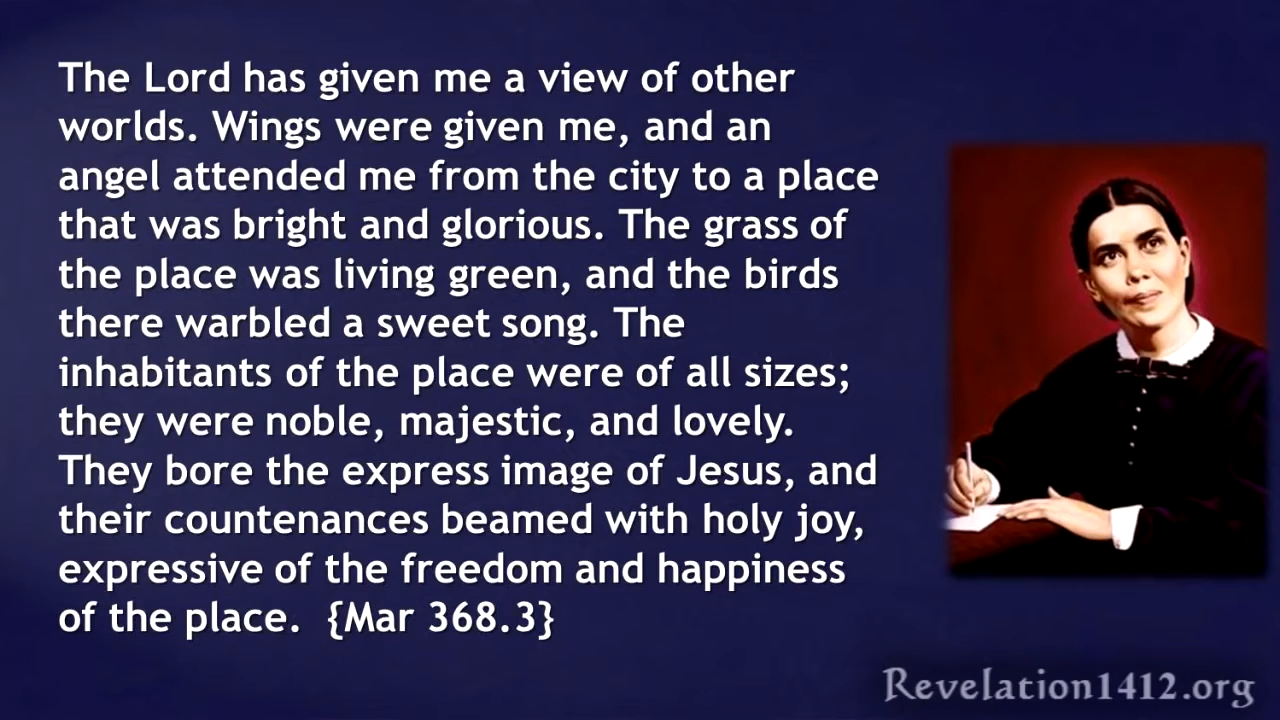 The Lord has given me a view of other
worlds. Wings were given me, and an
angel attended me from the city to a place
that was bright and glorious. The grass of
the place was living green, and the birds
there warbled a sweet song. The
inhabitants of the place were of all sizes;
they were noble, majestic, and lovely.
They bore the express image of Jesus, and
their countenances beamed with holy joy,
expressive of the freedom and happiness
of the place.  {Mar 368.3}
Revelation1412.org